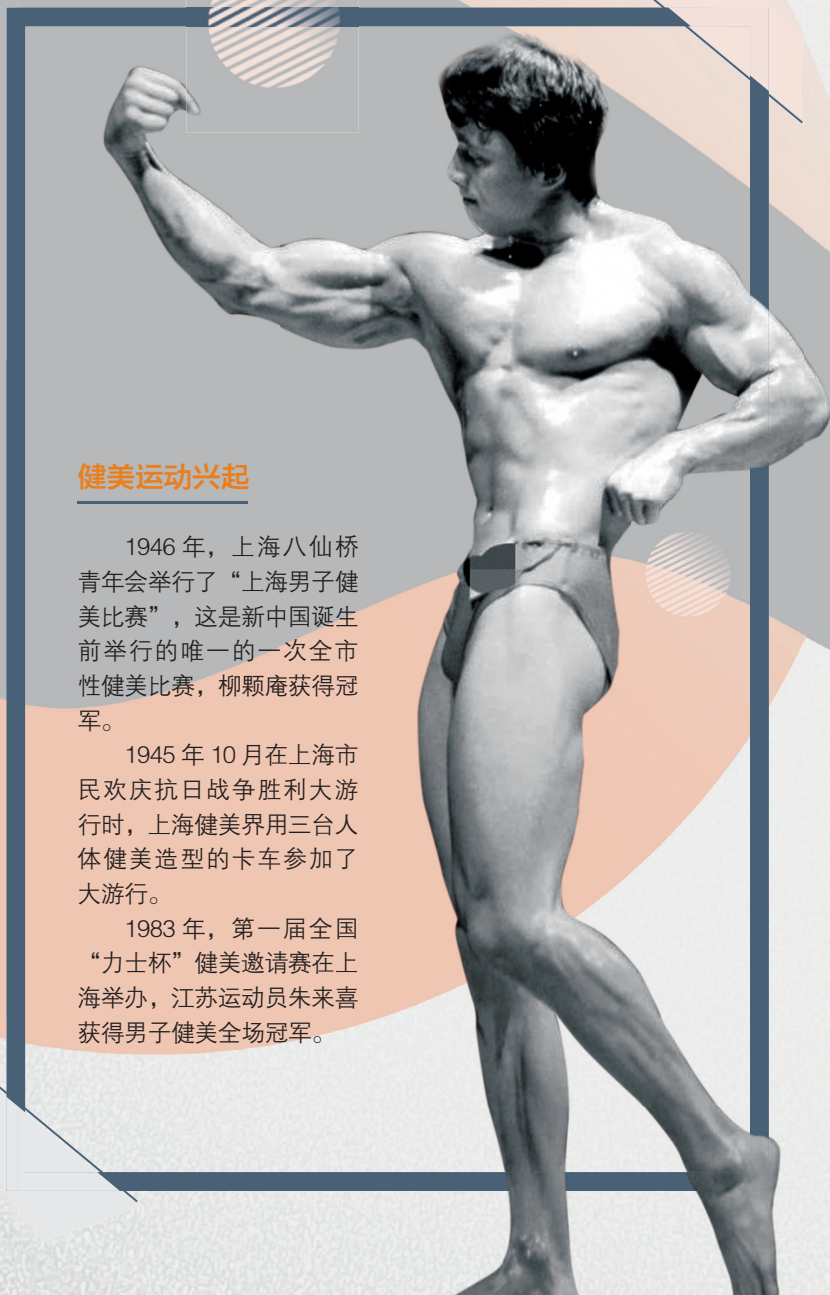 健美运动兴起
1946 年，上海八仙桥
青年会举行了“上海男子健
美比赛”，这是新中国诞生
前举行的唯一的一次全市
性健美比赛，柳颗庵获得冠
军。
1945 年 10 月在上海市
民欢庆抗日战争胜利大游
行时，上海健美界用三台人
体健美造型的卡车参加了
大游行。
1983 年，第一届全国
“力士杯”健美邀请赛在上
海举办，江苏运动员朱来喜
获得男子健美全场冠军。